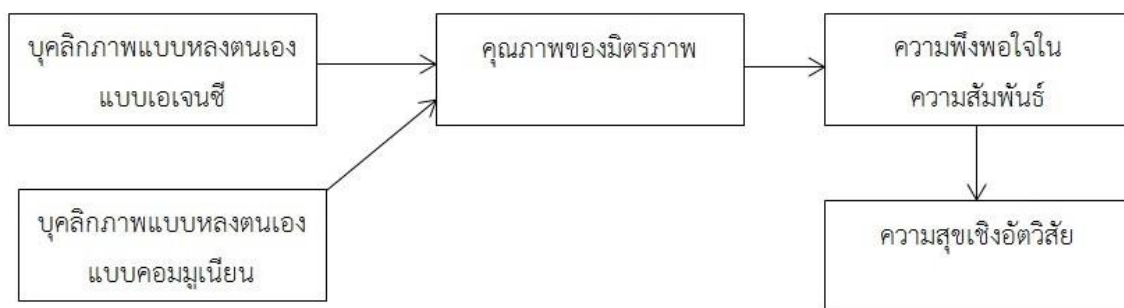 บุคลิกภาพแบบหลงตนเอง
แบบเอเจนซี
คุณภาพของมิตรภาพ
ความพึงพอใจใน
ความสัมพันธ์
บุคลิกภาพแบบหลงตนเอง
แบบคอมมูเนียน
ความสุขเชิงอัตวิสัย